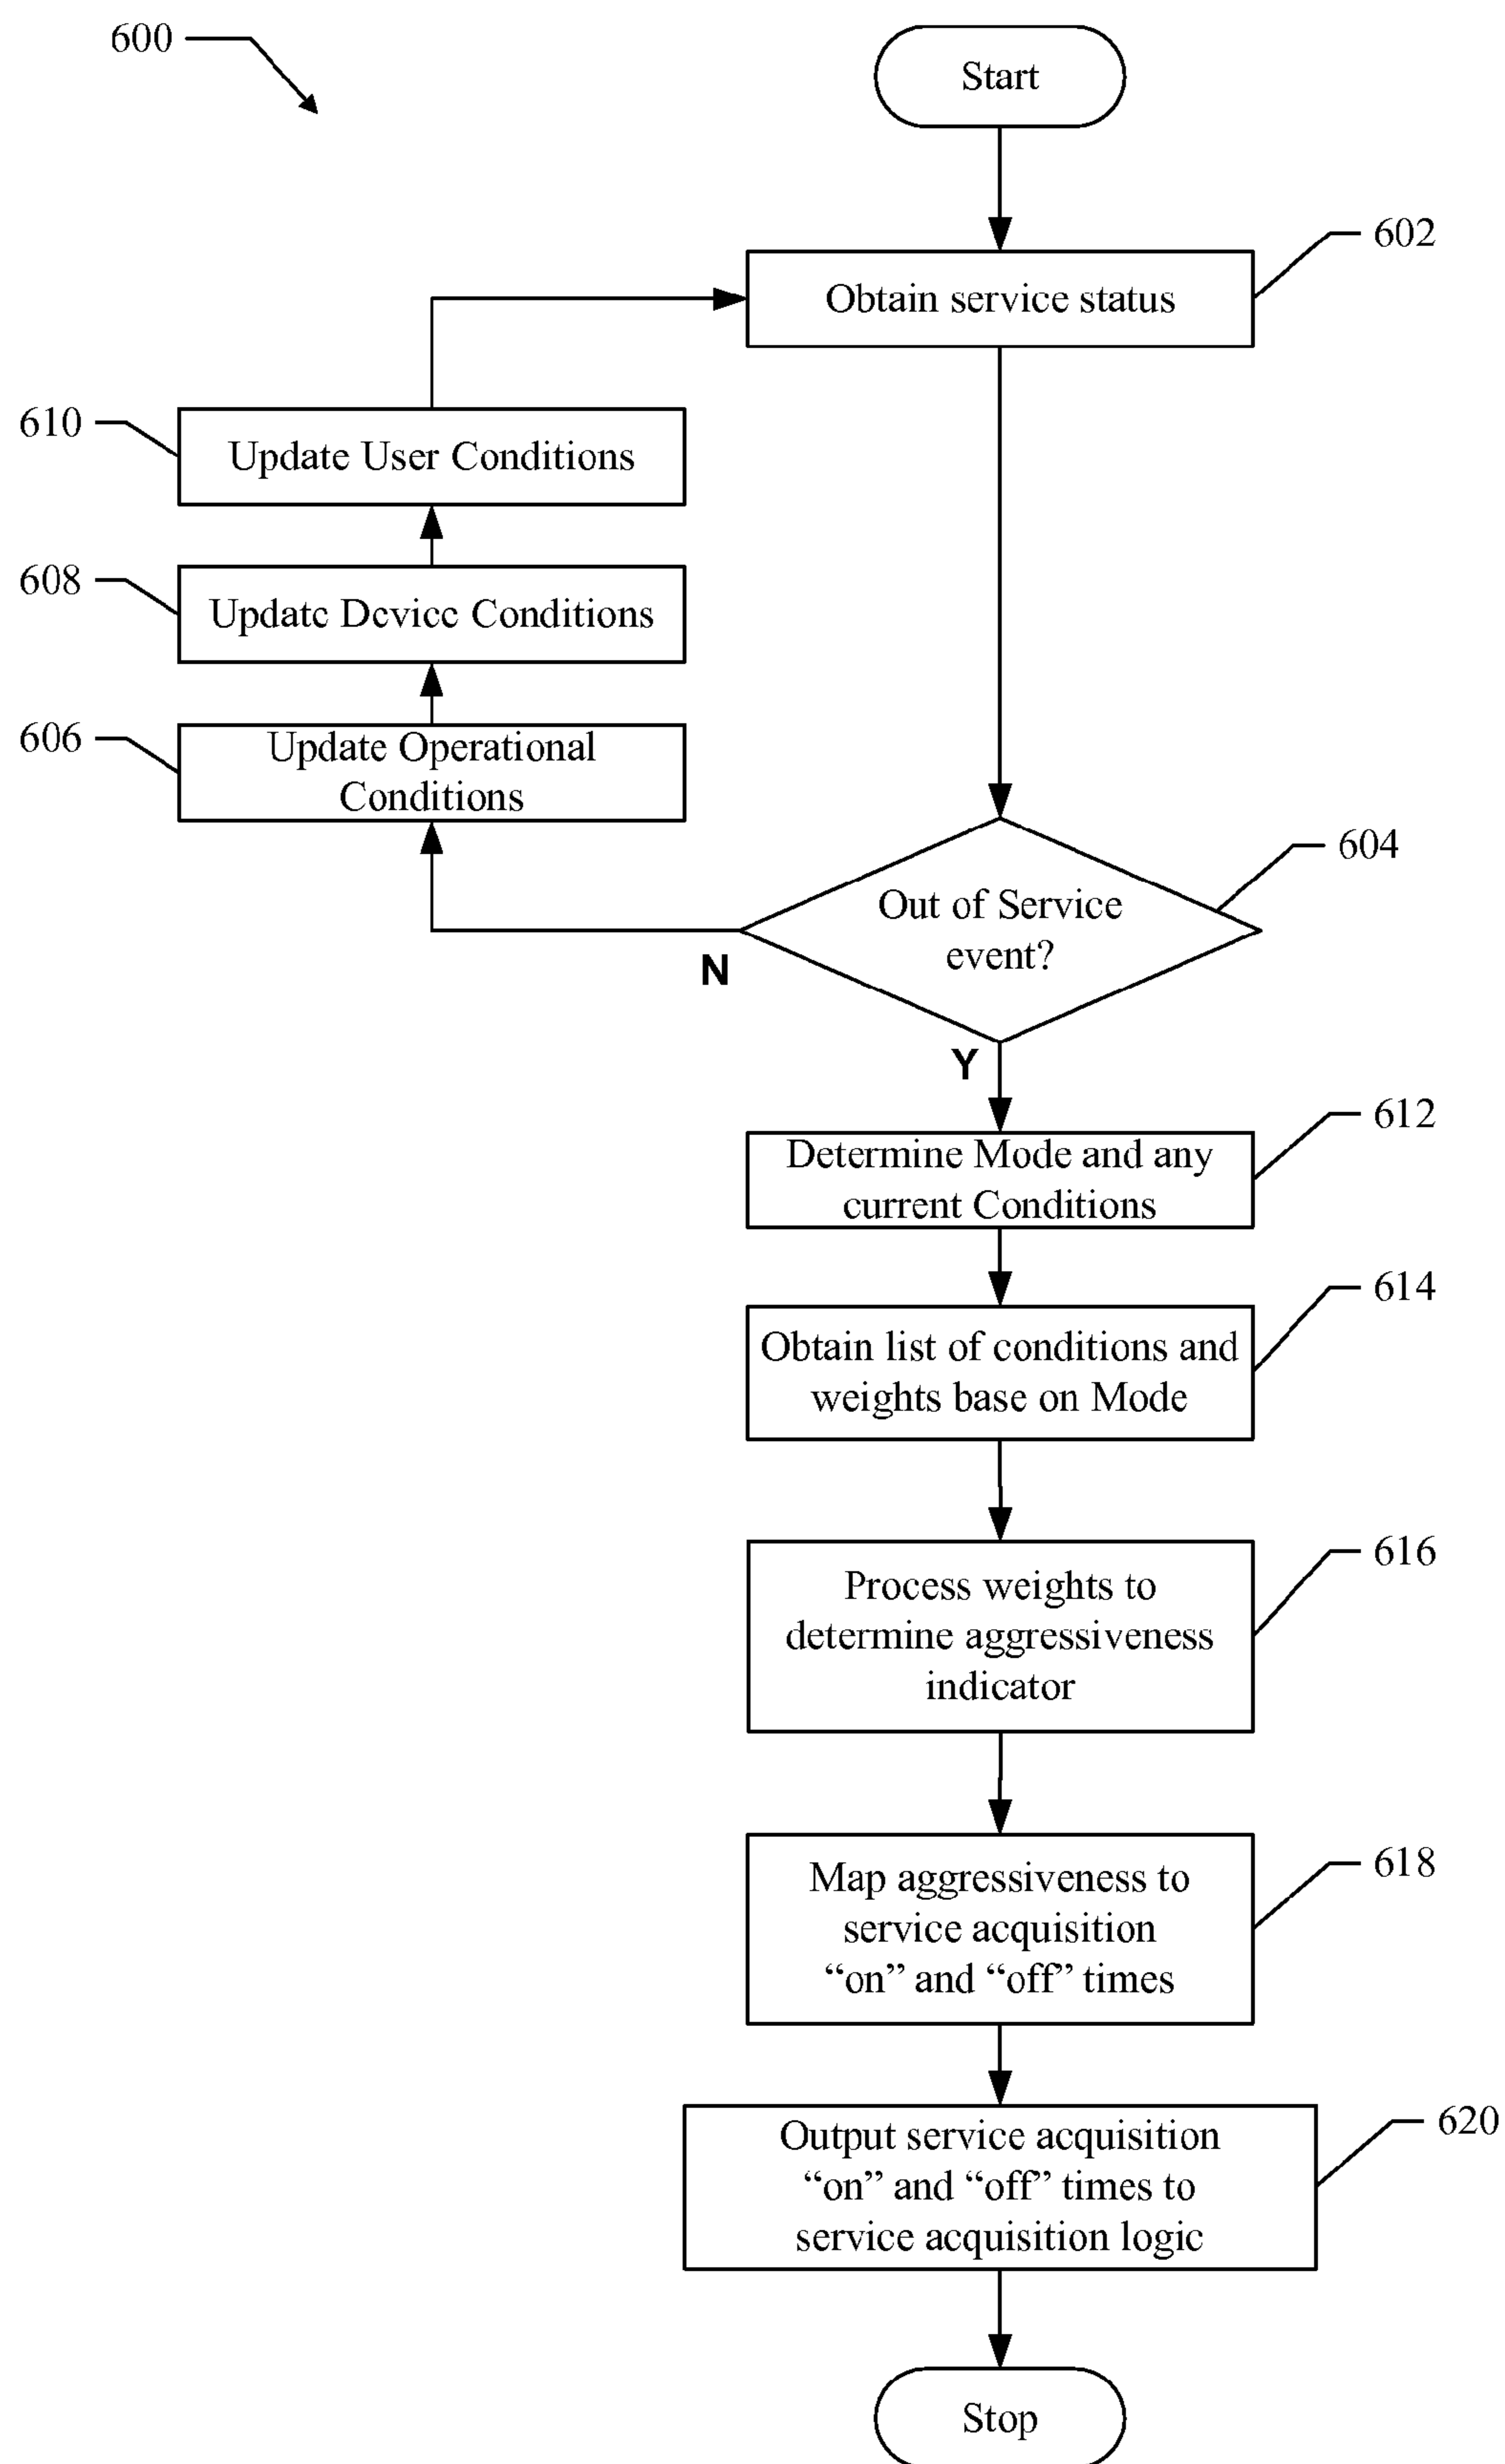 600
Start
602
Obtain service status
610
Update User Conditions
608
Update Device Conditions
606
Update Operational
Conditions
604
Out of Service
event?
N
Y
612
Determine Mode and any
current Conditions
614
Obtain list of conditions and
weights base on Mode
616
Process weights to
determine aggressiveness
indicator
618
Map aggressiveness to
service acquisition
“on” and “off” times
620
Output service acquisition
“on” and “off” times to
service acquisition logic
Stop